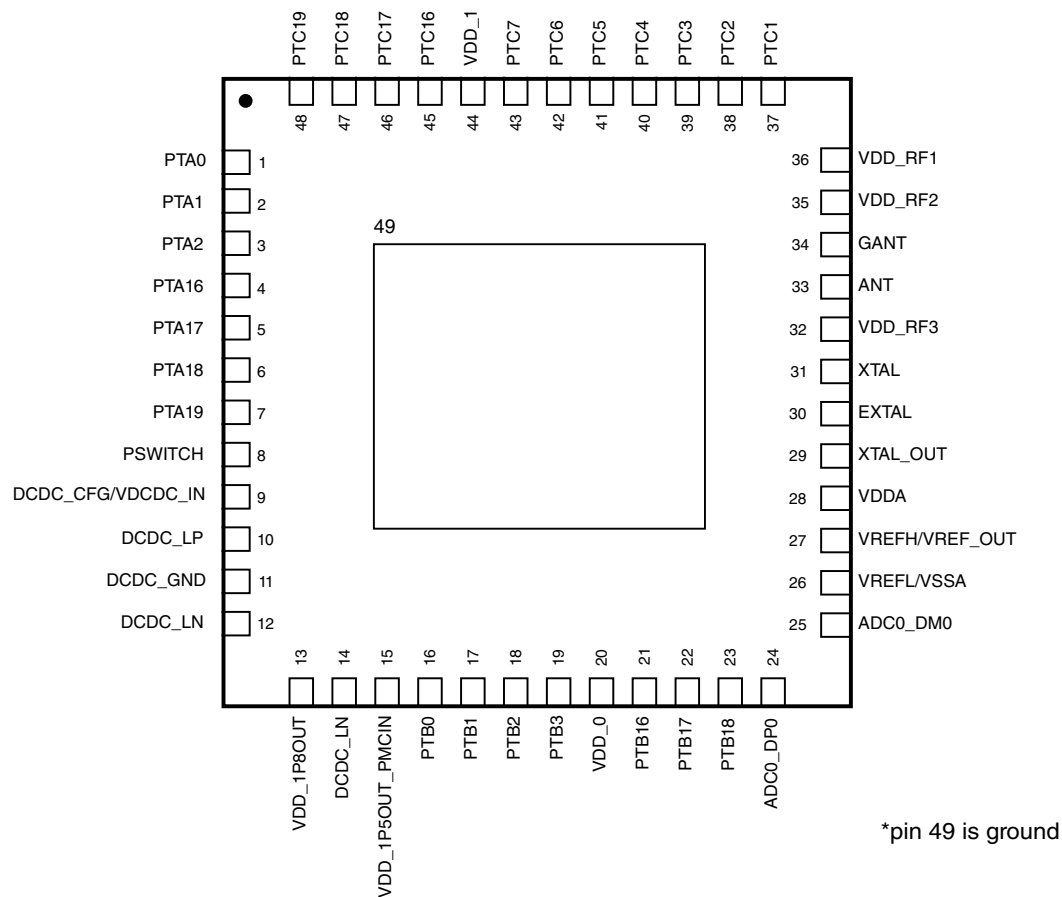 PTC19
PTC18
PTC17
PTC16
VDD_1
PTC7
PTC6
PTC5
PTC4
PTC3
PTC2
PTC1
48
47
46
45
44
43
42
41
40
39
38
37
PTA0 1
PTA1 2
PTA2 3
PTA16 4
PTA17 5
PTA18 6
PTA19 7
PSWITCH 8
DCDC_CFG/VDCDC_IN 9
DCDC_LP 10
DCDC_GND 11
DCDC_LN 12
49
36 VDD_RF1
35 VDD_RF2
34 GANT
33 ANT
32 VDD_RF3
31 XTAL
30 EXTAL
29 XTAL_OUT
28 VDDA
27 VREFH/VREF_OUT
26 VREFL/VSSA
25 ADC0_DM0
13
14
15
16
17
18
19
20
21
22
23
24
VDD_1P8OUT
DCDC_LN
VDD_1P5OUT_PMCIN
PTB0
PTB1
PTB2
PTB3
VDD_0
PTB16
PTB17
PTB18
ADC0_DP0
*pin 49 is ground